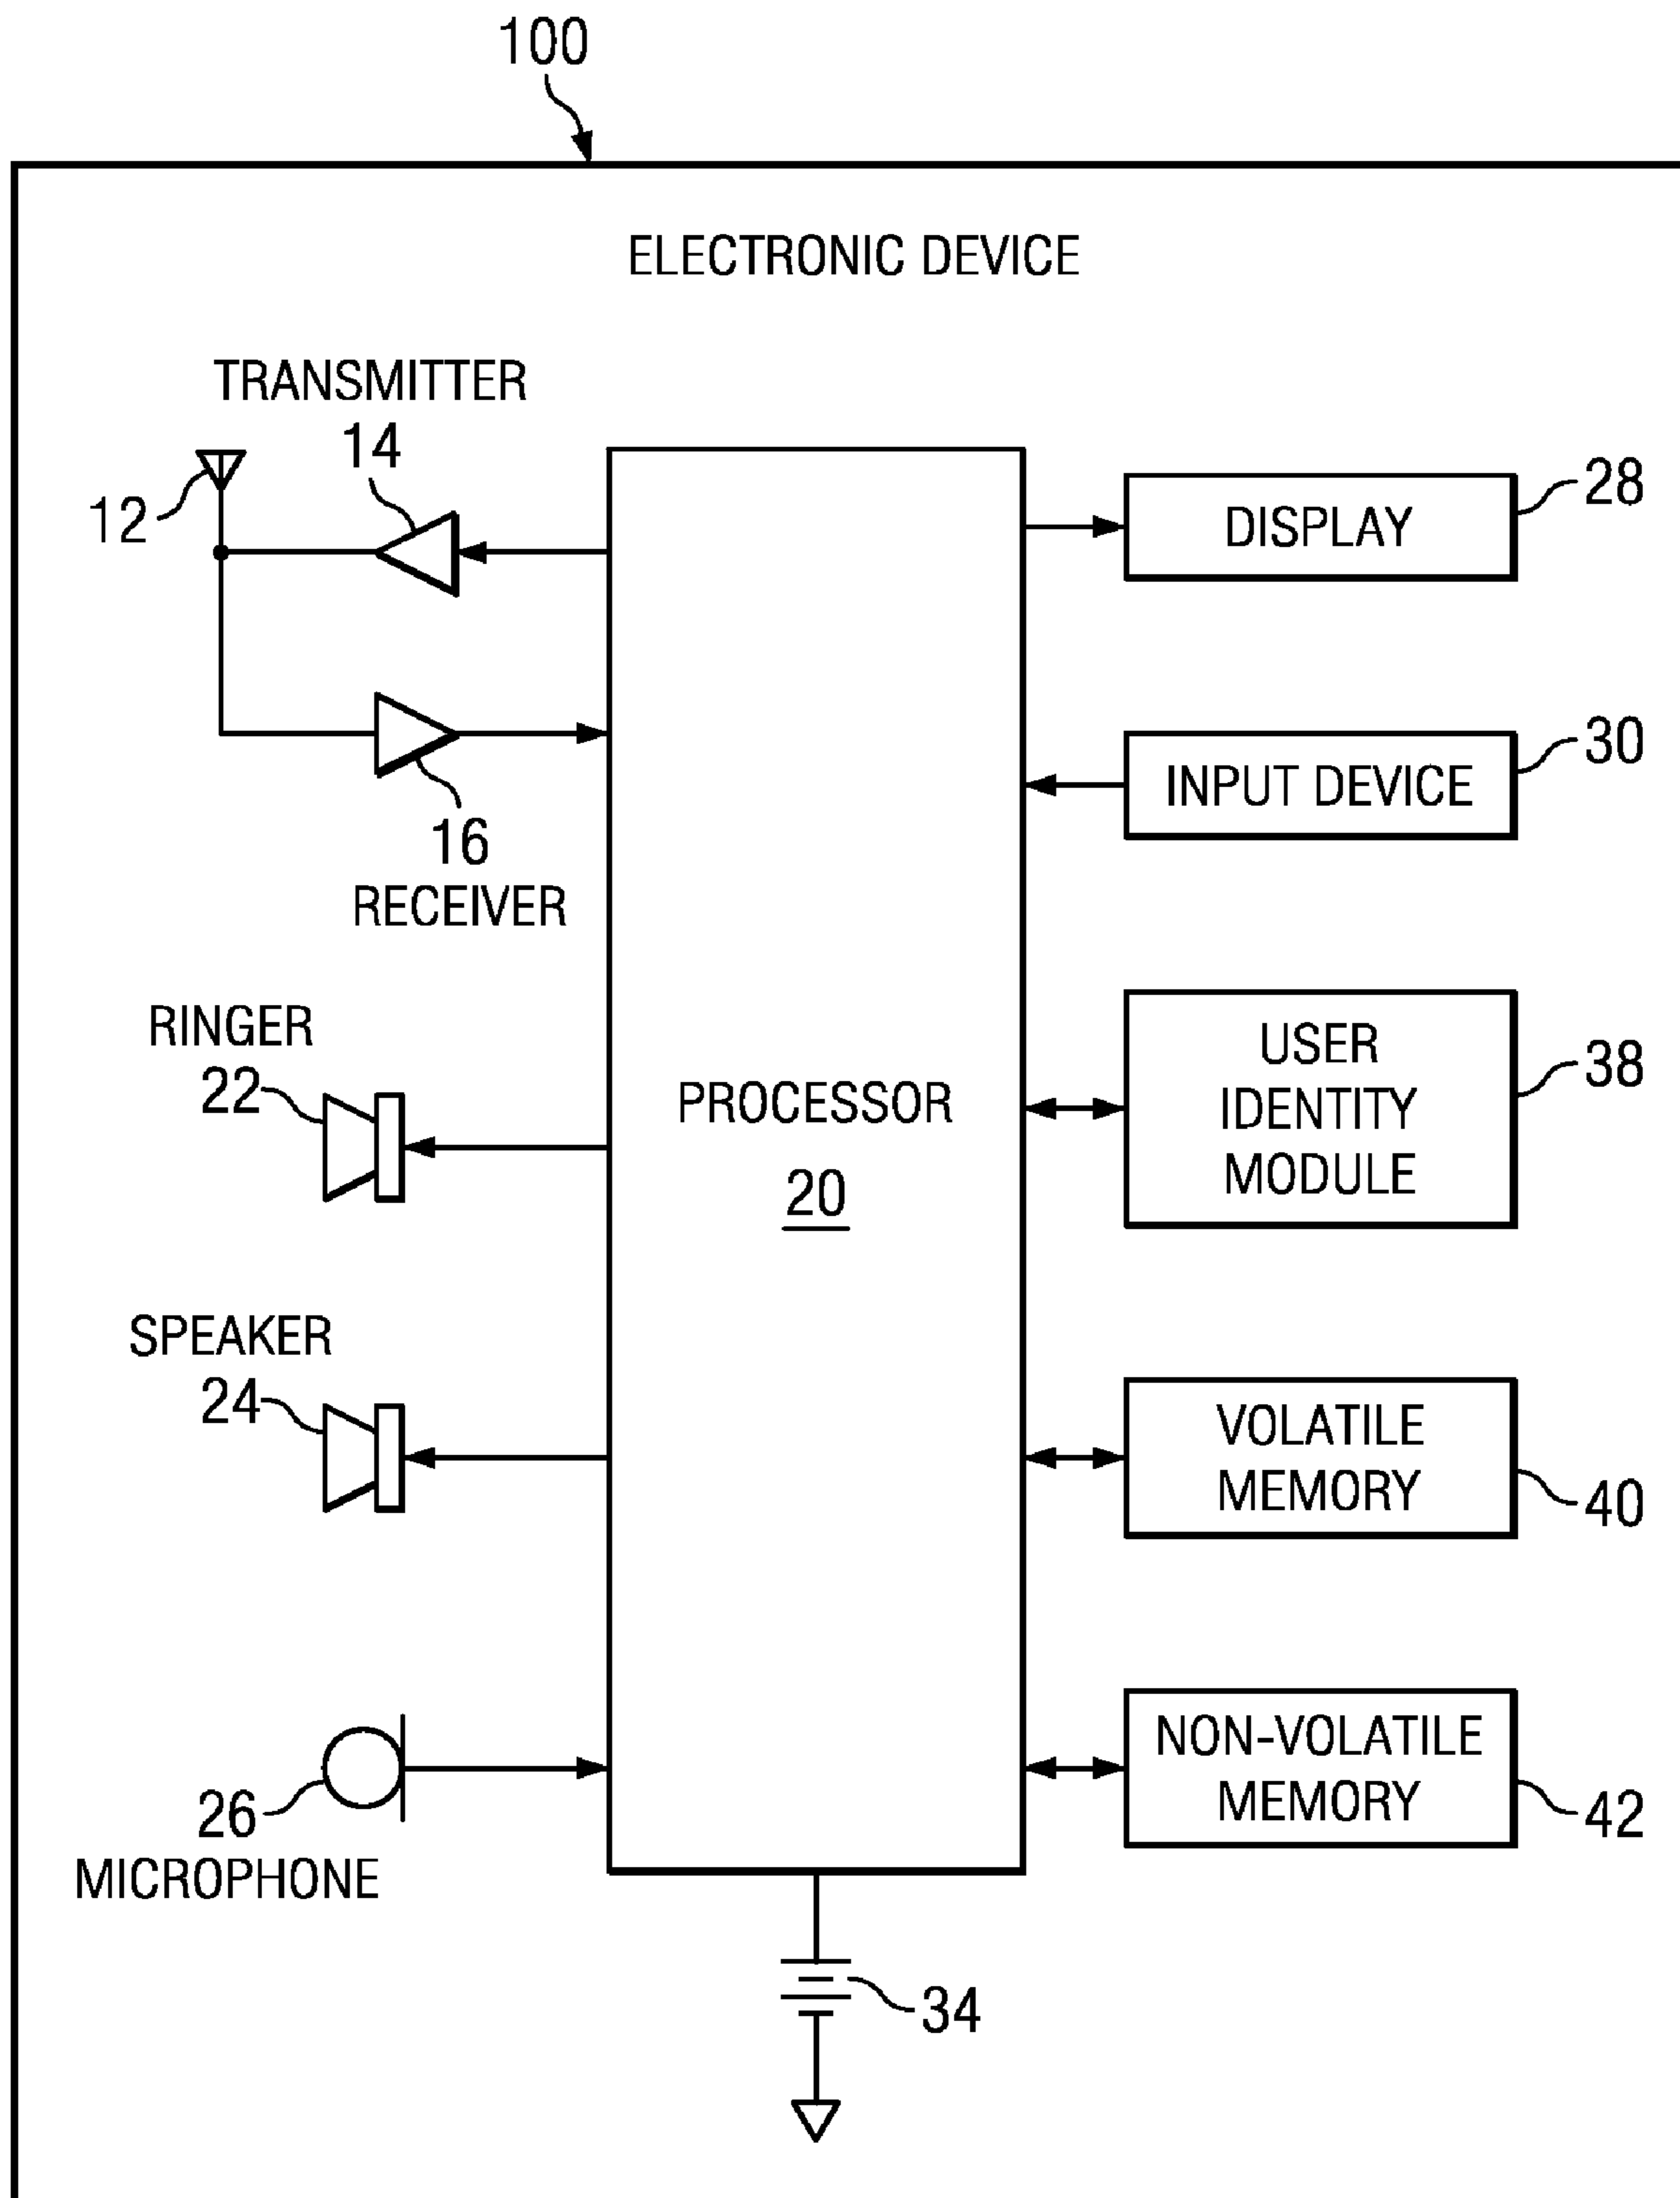 100
ELECTRONIC DEVICE
TRANSMITTER
14
12
16
RECEIVER
RINGER
22
SPEAKER
24
26
MICROPHONE
PROCESSOR
20
34
DISPLAY
28
INPUT DEVICE
30
USER
IDENTITY
MODULE
38
VOLATILE
MEMORY
40
NON-VOLATILE
MEMORY
42